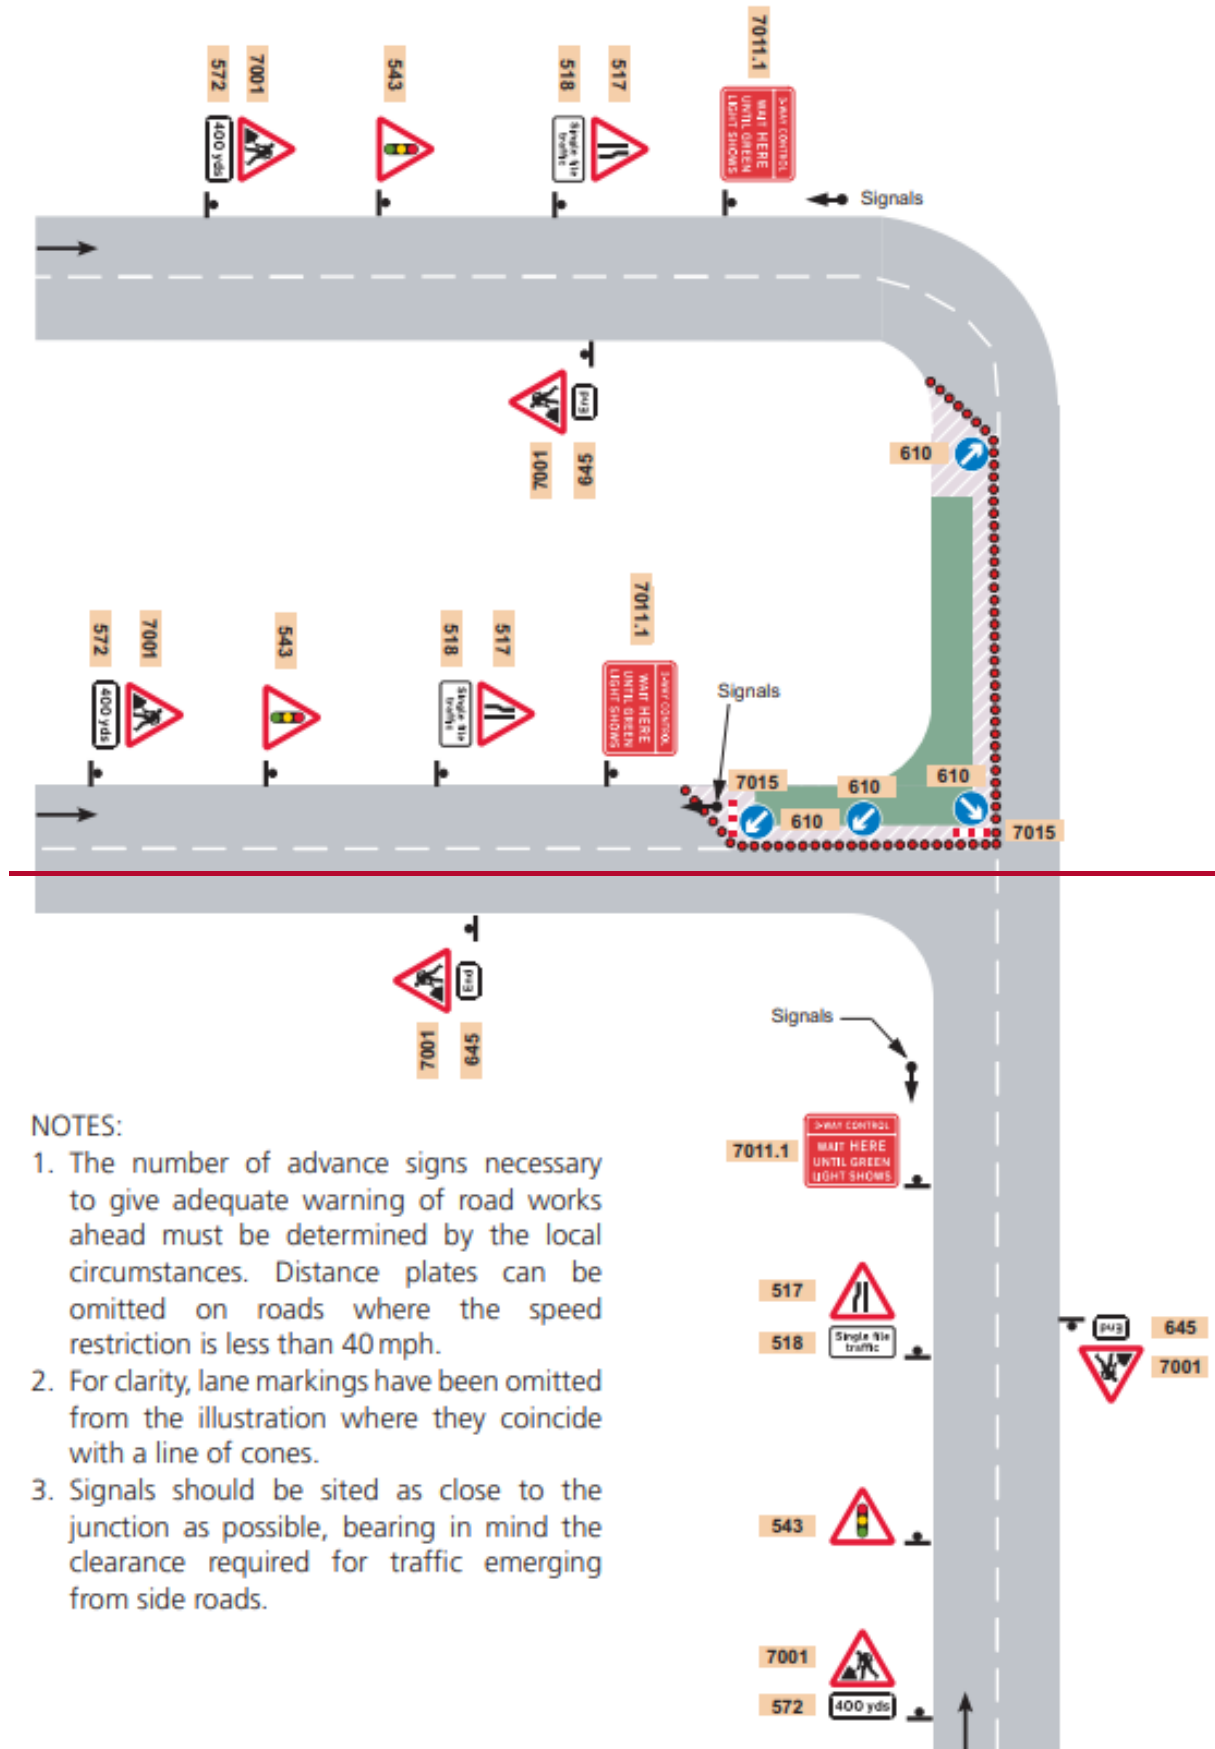 572
7001
543
518
517
7011.1
400 yds
Single file
traffic
3-WAY CONTROL
WAIT HERE
UNTIL GREEN
LIGHT SHOWS
Signals
End
7001
645
610
572
7001
543
518
517
7011.1
400 yds
Single file
traffic
3-WAY CONTROL
WAIT HERE
UNTIL GREEN
LIGHT SHOWS
Signals
7015
610
610
610
7015
End
7001
645
Signals
3-WAY CONTROL
WAIT HERE
UNTIL GREEN
LIGHT SHOWS
7011.1
517
518
Single file
traffic
End
645
7001
543
7001
572
400 yds
NOTES:
1. The number of advance signs necessary
to give adequate warning of road works
ahead must be determined by the local
circumstances. Distance plates can be
omitted on roads where the speed
restriction is less than 40 mph.
2. For clarity, lane markings have been omitted
from the illustration where they coincide
with a line of cones.
3. Signals should be sited as close to the
junction as possible, bearing in mind the
clearance required for traffic emerging
from side roads.